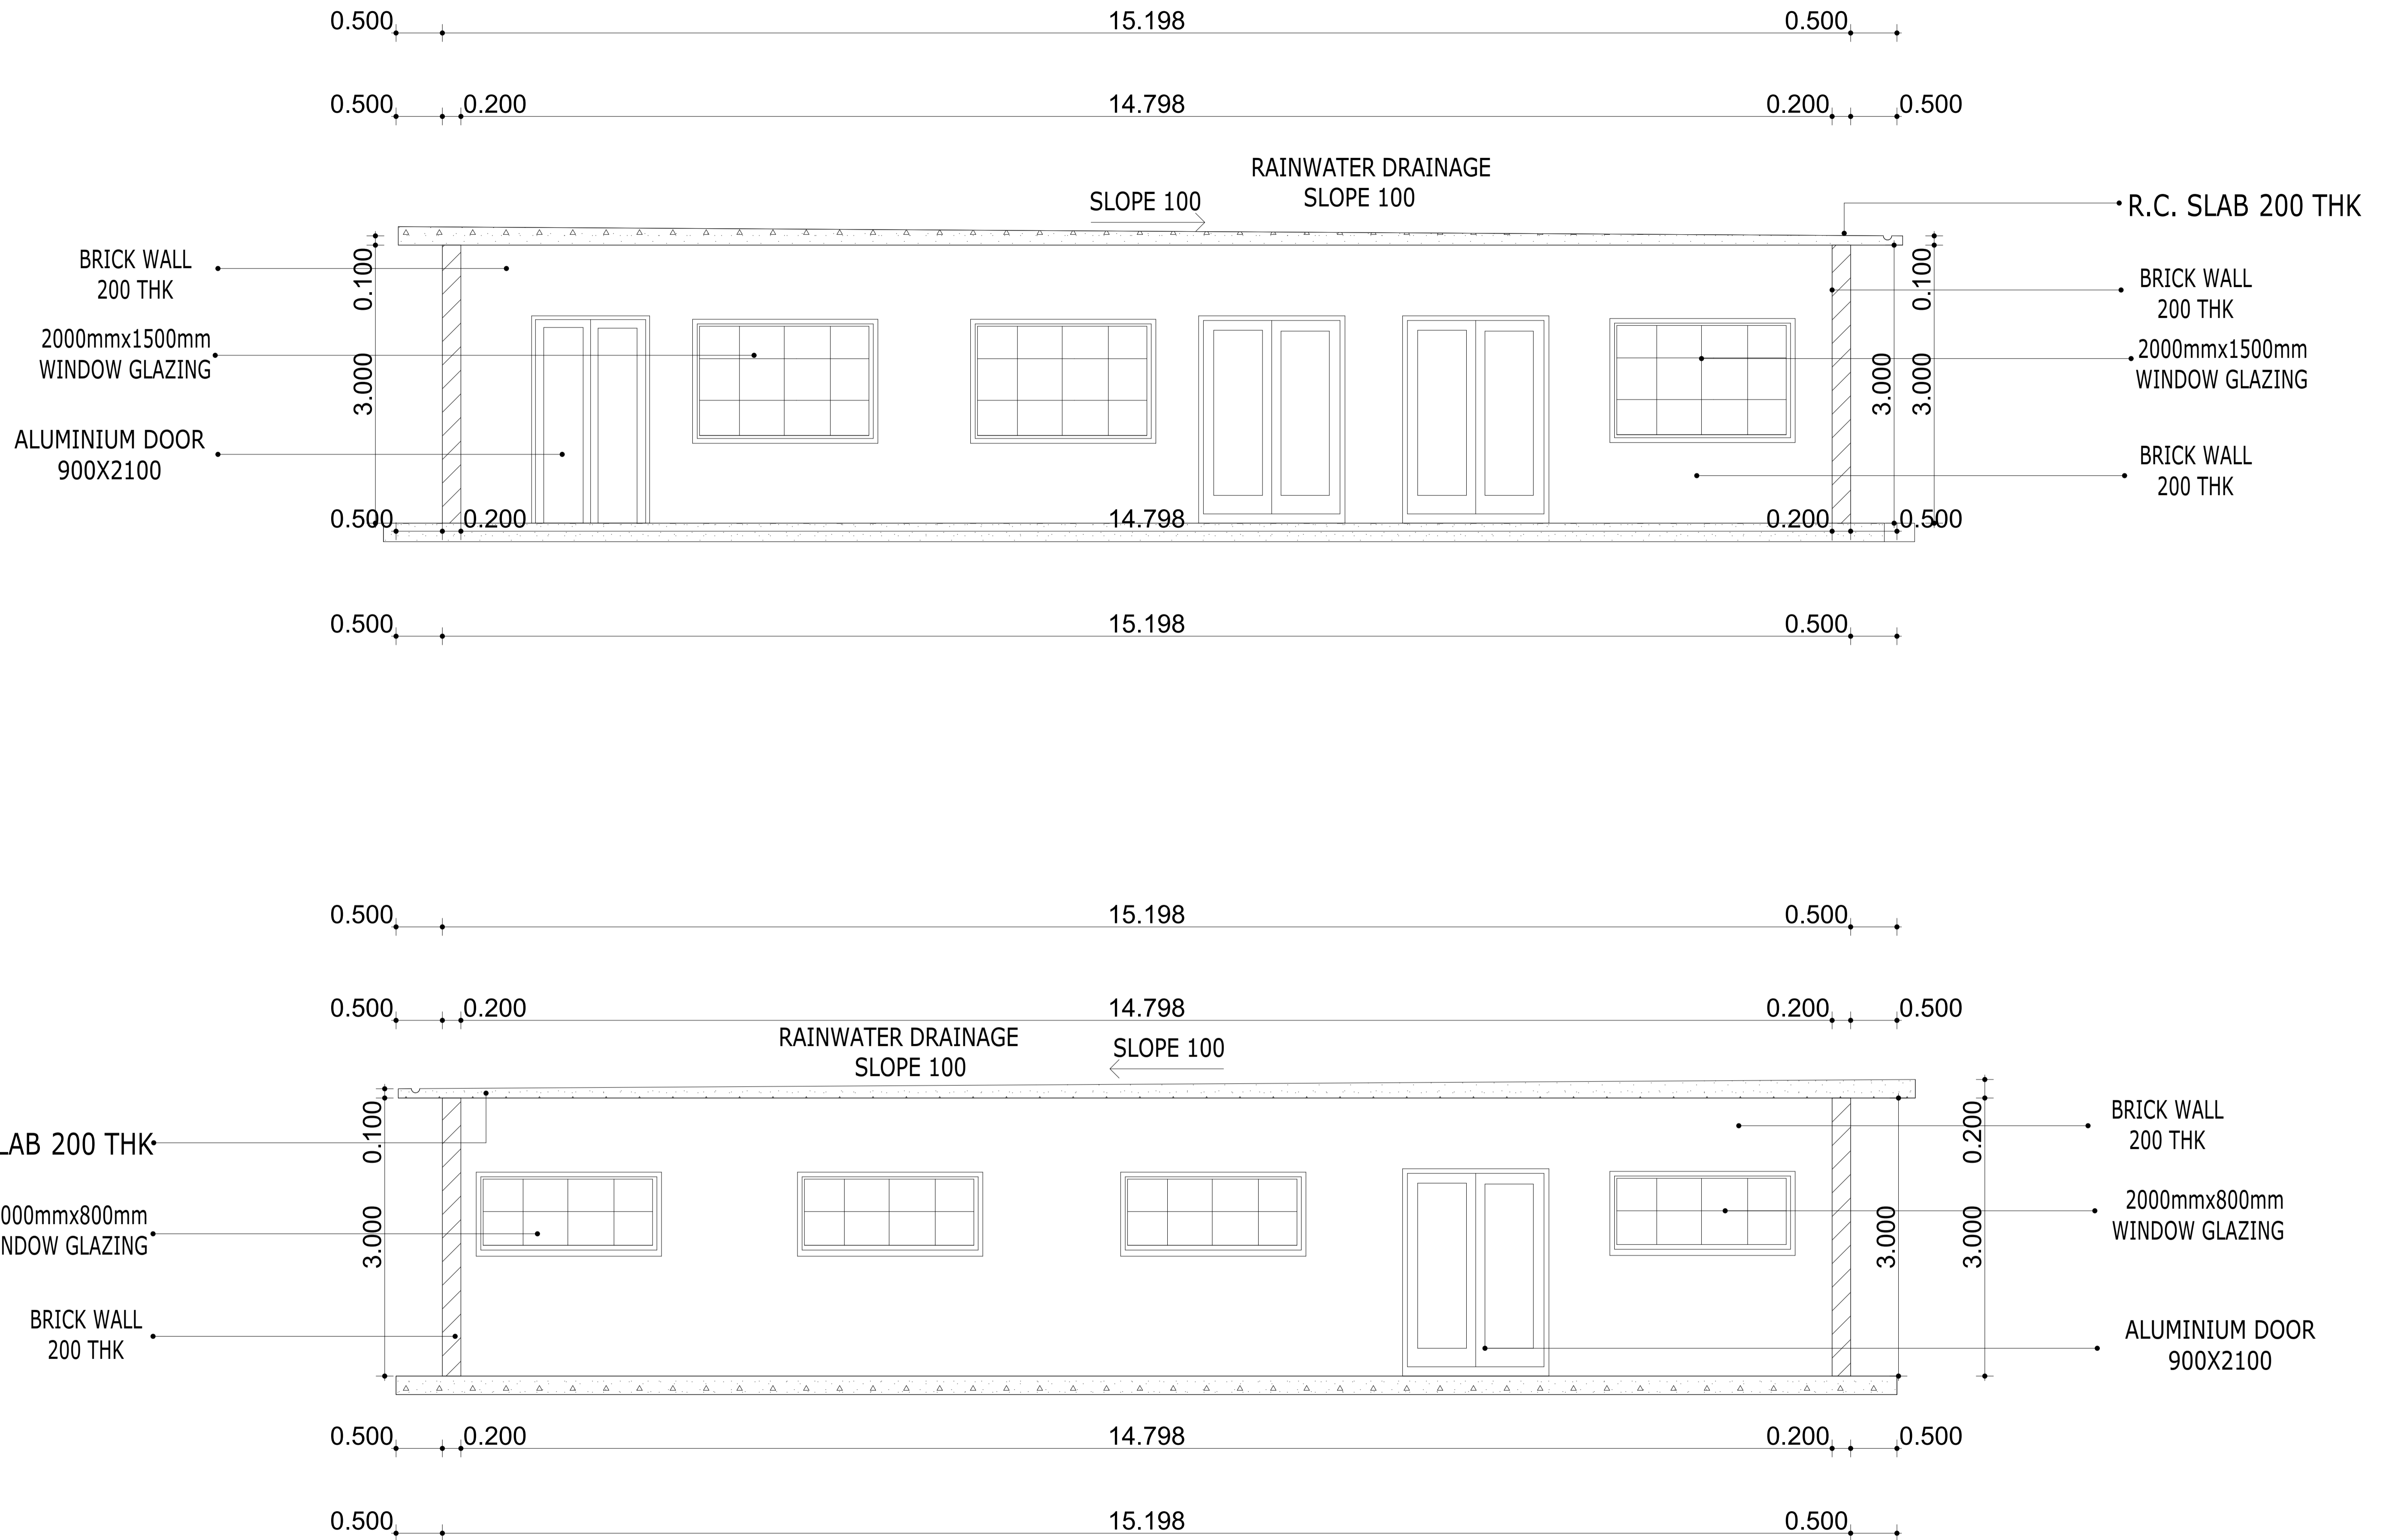 0.500 15.198 0.500
0.500 0.200 14.798 0.200 0.500
RAINWATER DRAINAGE
SLOPE 100
SLOPE 100
R.C. SLAB 200 THK
BRICK WALL
200 THK
0.100
0.100
BRICK WALL
200 THK
2000mmx1500mm
WINDOW GLAZING
3.000
3.000
3.000
2000mmx1500mm
WINDOW GLAZING
ALUMINIUM DOOR
900X2100
BRICK WALL
200 THK
0.500 0.200 14.798 0.200 0.500
0.500 15.198 0.500
0.500 15.198 0.500
0.500 0.200 14.798 0.200 0.500
RAINWATER DRAINAGE
SLOPE 100
SLOPE 100
LAB 200 THK
0.100
0.200
BRICK WALL
200 THK
000mmx800mm
NDOW GLAZING
3.000
3.000
3.000
2000mmx800mm
WINDOW GLAZING
BRICK WALL
200 THK
ALUMINIUM DOOR
900X2100
0.500 0.200 14.798 0.200 0.500
0.500 15.198 0.500